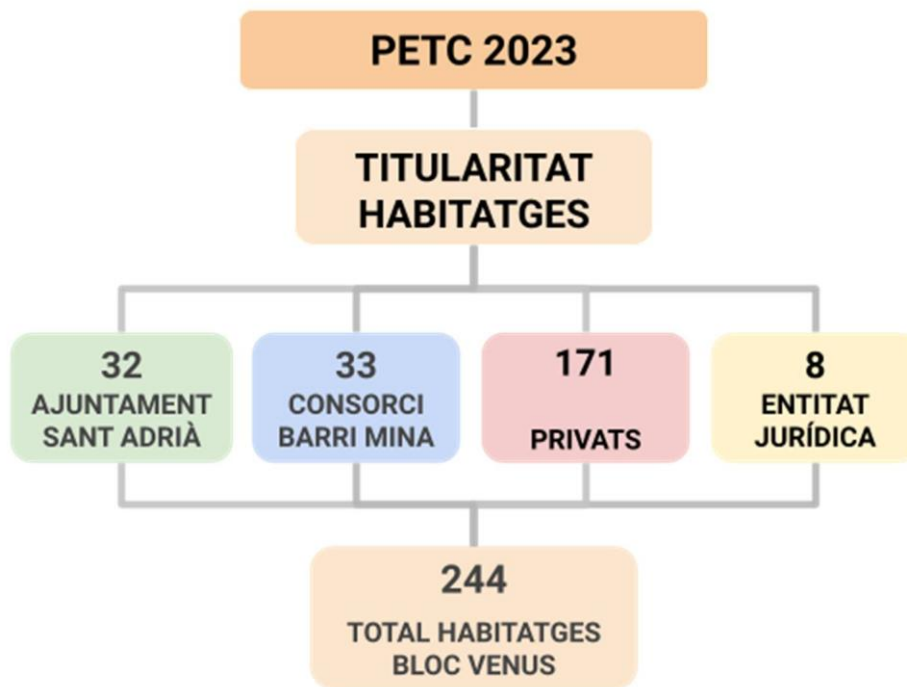 PETC 2023
TITULARITAT
HABITATGES
32
AJUNTAMENT
SANT ADRIÀ
33
CONSORCI
BARRI MINA
171
PRIVATS
8
ENTITAT
JURÍDICA
244
TOTAL HABITATGES
BLOC VENUS